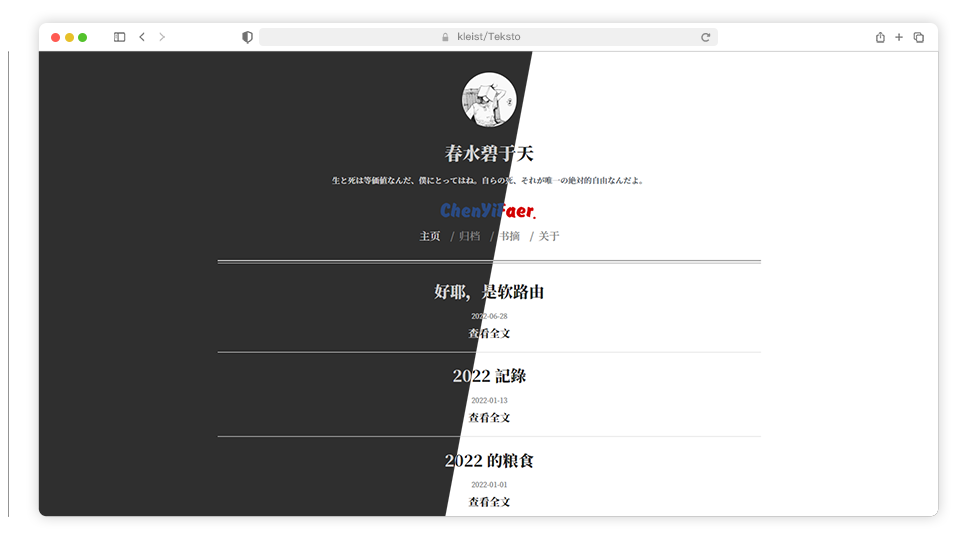 kleist/Teksto
春水碧于天
生と死は等価値なんだ、僕にとってはね。自らの死、それが唯一の絶対的自由なんだよ。
ChenYiFaer.
主页 / 归档 / 书摘 / 关于
好耶，是软路由
2022-06-28
查看全文
2022 記錄
2022-01-13
查看全文
2022 的粮食
2022-01-01
查看全文